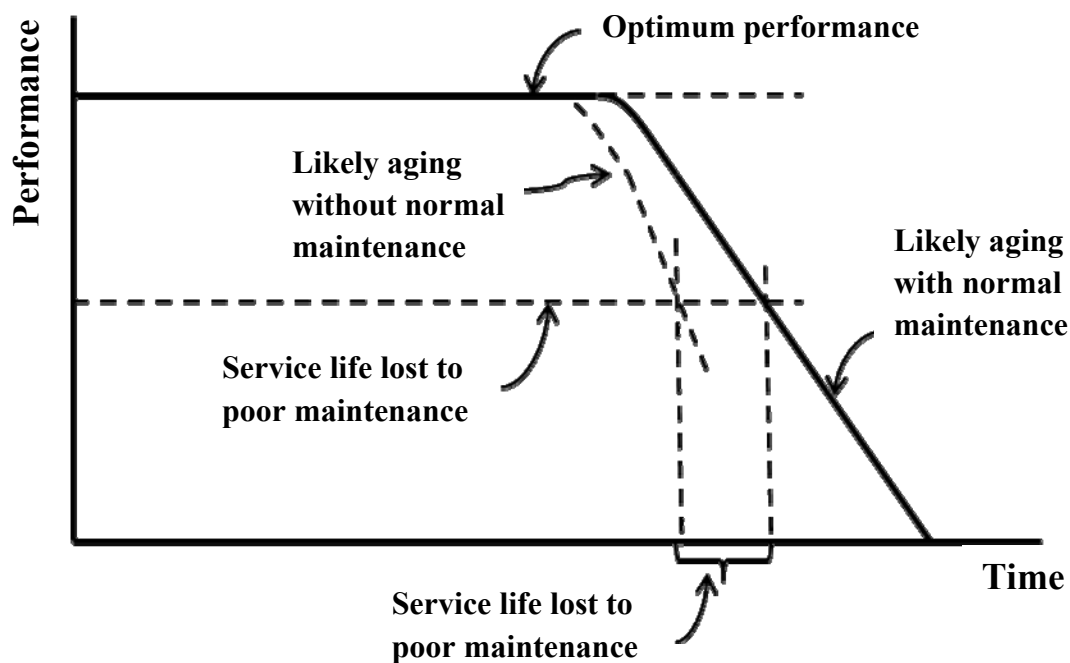 Optimum performance
Performance
Likely aging
without normal
maintenance
Likely aging
with normal
maintenance
Service life lost to
poor maintenance
Time
Service life lost to
poor maintenance